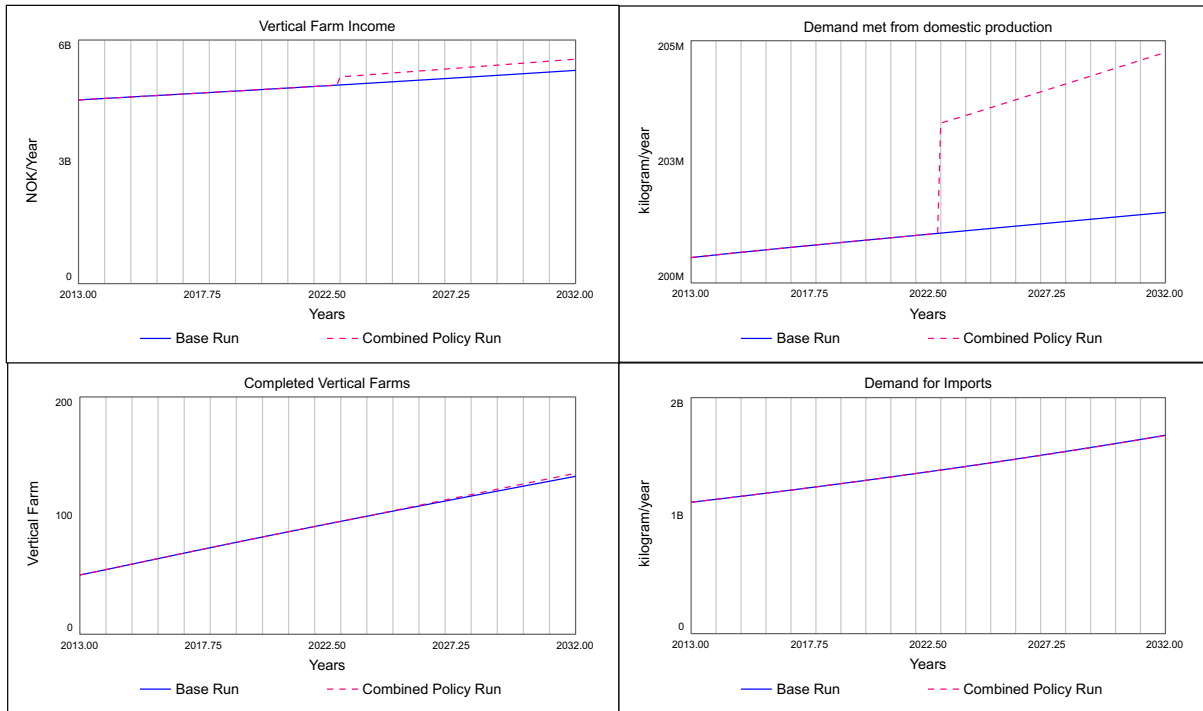 Vertical Farm Income
6B
3B
0
NOK/Year
2013.00 2017.75 2022.50 2027.25 2032.00
Years
Base Run Combined Policy Run
Demand met from domestic production
205M
203M
200M
kilogram/year
2013.00 2017.75 2022.50 2027.25 2032.00
Years
Base Run Combined Policy Run
Completed Vertical Farms
200
100
0
Vertical Farm
2013.00 2017.75 2022.50 2027.25 2032.00
Years
Base Run Combined Policy Run
Demand for Imports
2B
1B
0
kilogram/year
2013.00 2017.75 2022.50 2027.25 2032.00
Years
Base Run Combined Policy Run